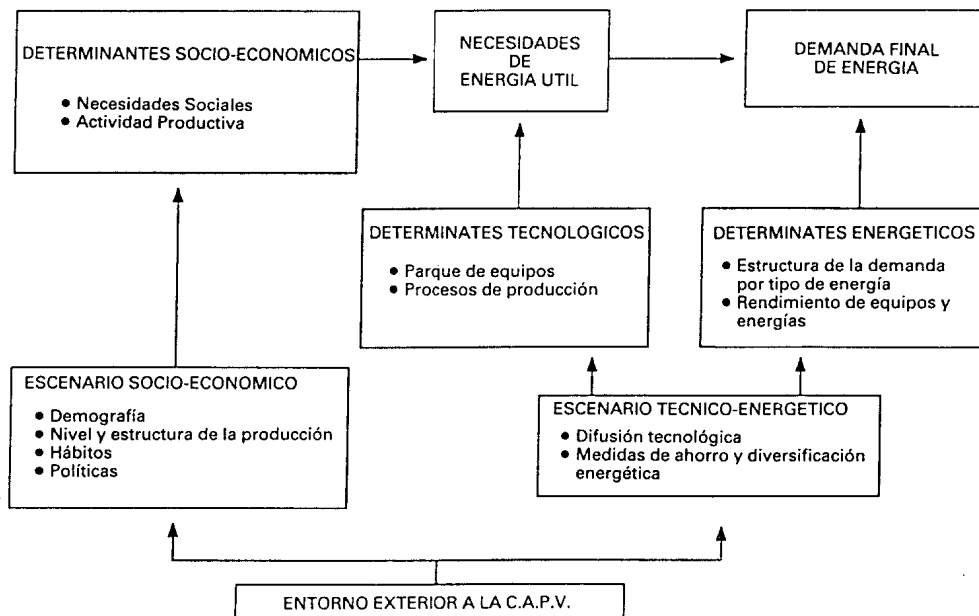 DETERMINANTES SOCIO-ECONOMICOS
● Necesidades Sociales
● Actividad Productiva
NECESIDADES
DE
ENERGIA UTIL
DEMANDA FINAL
DE ENERGIA
DETERMINATES TECNOLOGICOS
● Parque de equipos
● Procesos de producción
DETERMINATES ENERGETICOS
● Estructura de la demanda
por tipo de energía
● Rendimiento de equipos y
energías
ESCENARIO SOCIO-ECONOMICO
● Demografía
● Nivel y estructura de la producción
● Hábitos
● Políticas
ESCENARIO TECNICO-ENERGETICO
● Difusión tecnológica
● Medidas de ahorro y diversificación
energética
ENTORNO EXTERIOR A LA C.A.P.V.